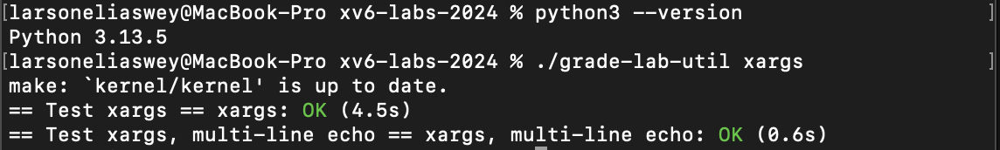 [larsoneliaswey@MacBook-Pro xv6-labs-2024 % python3 --version ]
Python 3.13.5
[larsoneliaswey@MacBook-Pro xv6-labs-2024 % ./grade-lab-util xargs ]
make: `kernel/kernel' is up to date.
== Test xargs == xargs: OK (4.5s)
== Test xargs, multi-line echo == xargs, multi-line echo: OK (0.6s)